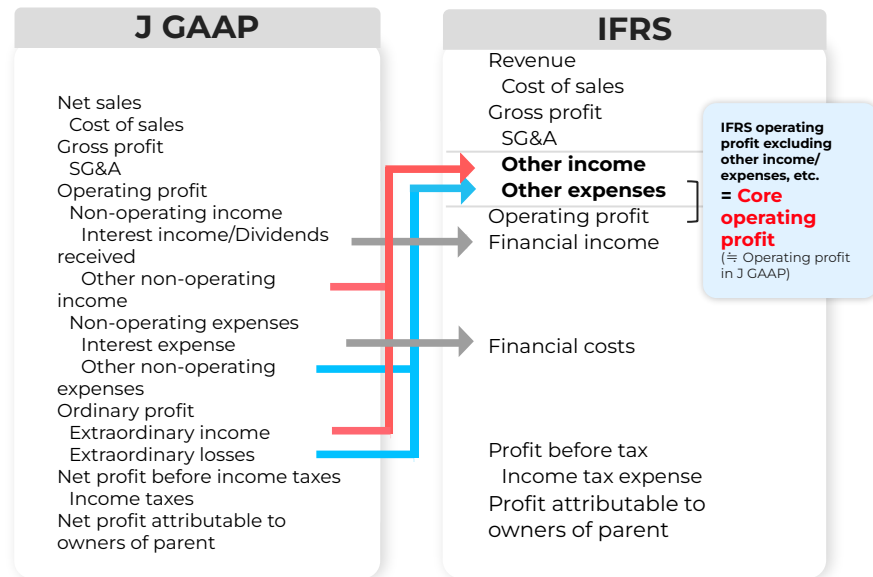 J GAAP
Net sales
Cost of sales
Gross profit
SG&A
Operating profit
Non-operating income
Interest income/Dividends
received
Other non-operating
income
Non-operating expenses
Interest expense
Other non-operating
expenses
Ordinary profit
Extraordinary income
Extraordinary losses
Net profit before income taxes
Income taxes
Net profit attributable to
owners of parent
IFRS
Revenue
Cost of sales
Gross profit
SG&A
Other income
Other expenses
Operating profit
Financial income
Financial costs
Profit before tax
Income tax expense
Profit attributable to
owners of parent
IFRS operating
profit excluding
other income/
expenses, etc.
= Core
operating
profit
(≒ Operating profit
in J GAAP)